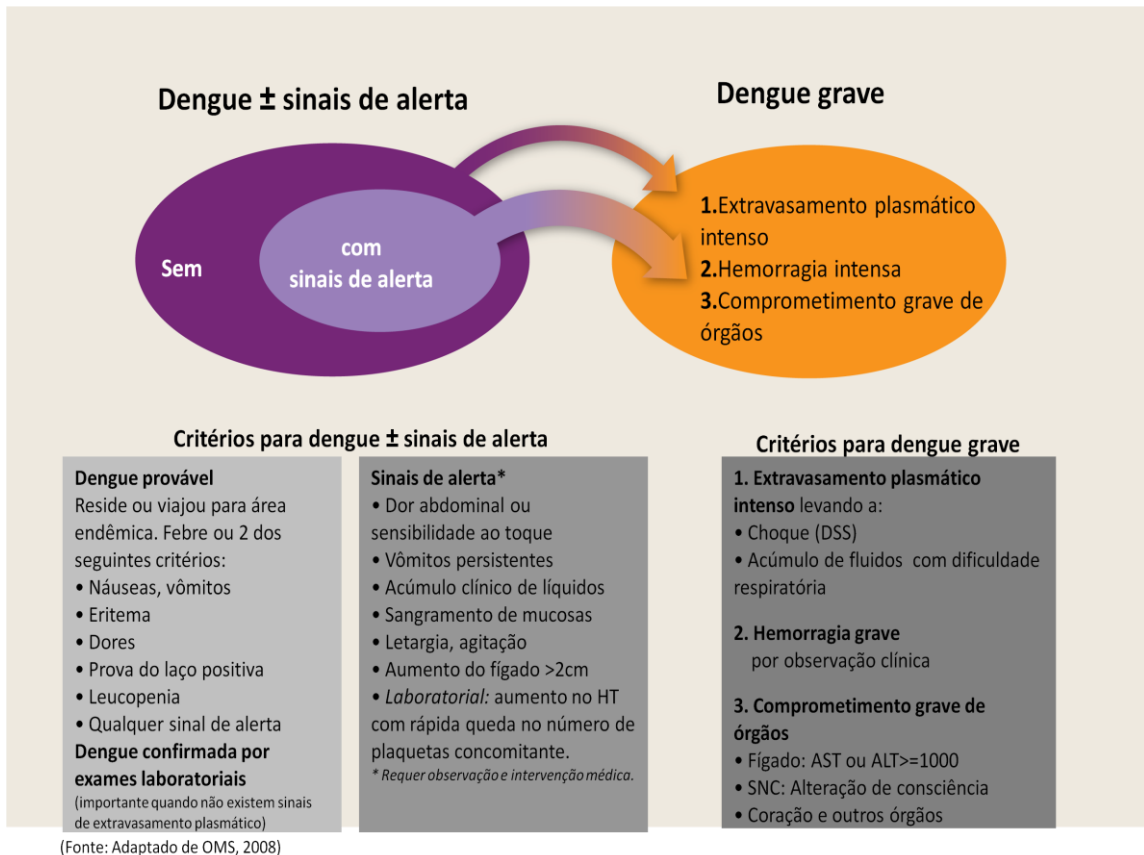 Dengue ± sinais de alerta
Dengue grave
Sem
com
sinais de alerta
1.Extravasamento plasmático
intenso
2.Hemorragia intensa
3.Comprometimento grave de
órgãos
Critérios para dengue ± sinais de alerta
Dengue provável
Reside ou viajou para área
endêmica. Febre ou 2 dos
seguintes critérios:
• Náuseas, vômitos
• Eritema
• Dores
• Prova do laço positiva
• Leucopenia
• Qualquer sinal de alerta
Dengue confirmada por
exames laboratoriais
(importante quando não existem sinais
de extravasamento plasmático)
Sinais de alerta*
• Dor abdominal ou
sensibilidade ao toque
• Vômitos persistentes
• Acúmulo clínico de líquidos
• Sangramento de mucosas
• Letargia, agitação
• Aumento do fígado >2cm
• Laboratorial: aumento no HT
com rápida queda no número de
plaquetas concomitante.
* Requer observação e intervenção médica.
Critérios para dengue grave
1. Extravasamento plasmático
intenso levando a:
• Choque (DSS)
• Acúmulo de fluidos com dificuldade
respiratória
2. Hemorragia grave
por observação clínica
3. Comprometimento grave de
órgãos
• Fígado: AST ou ALT>=1000
• SNC: Alteração de consciência
• Coração e outros órgãos
(Fonte: Adaptado de OMS, 2008)